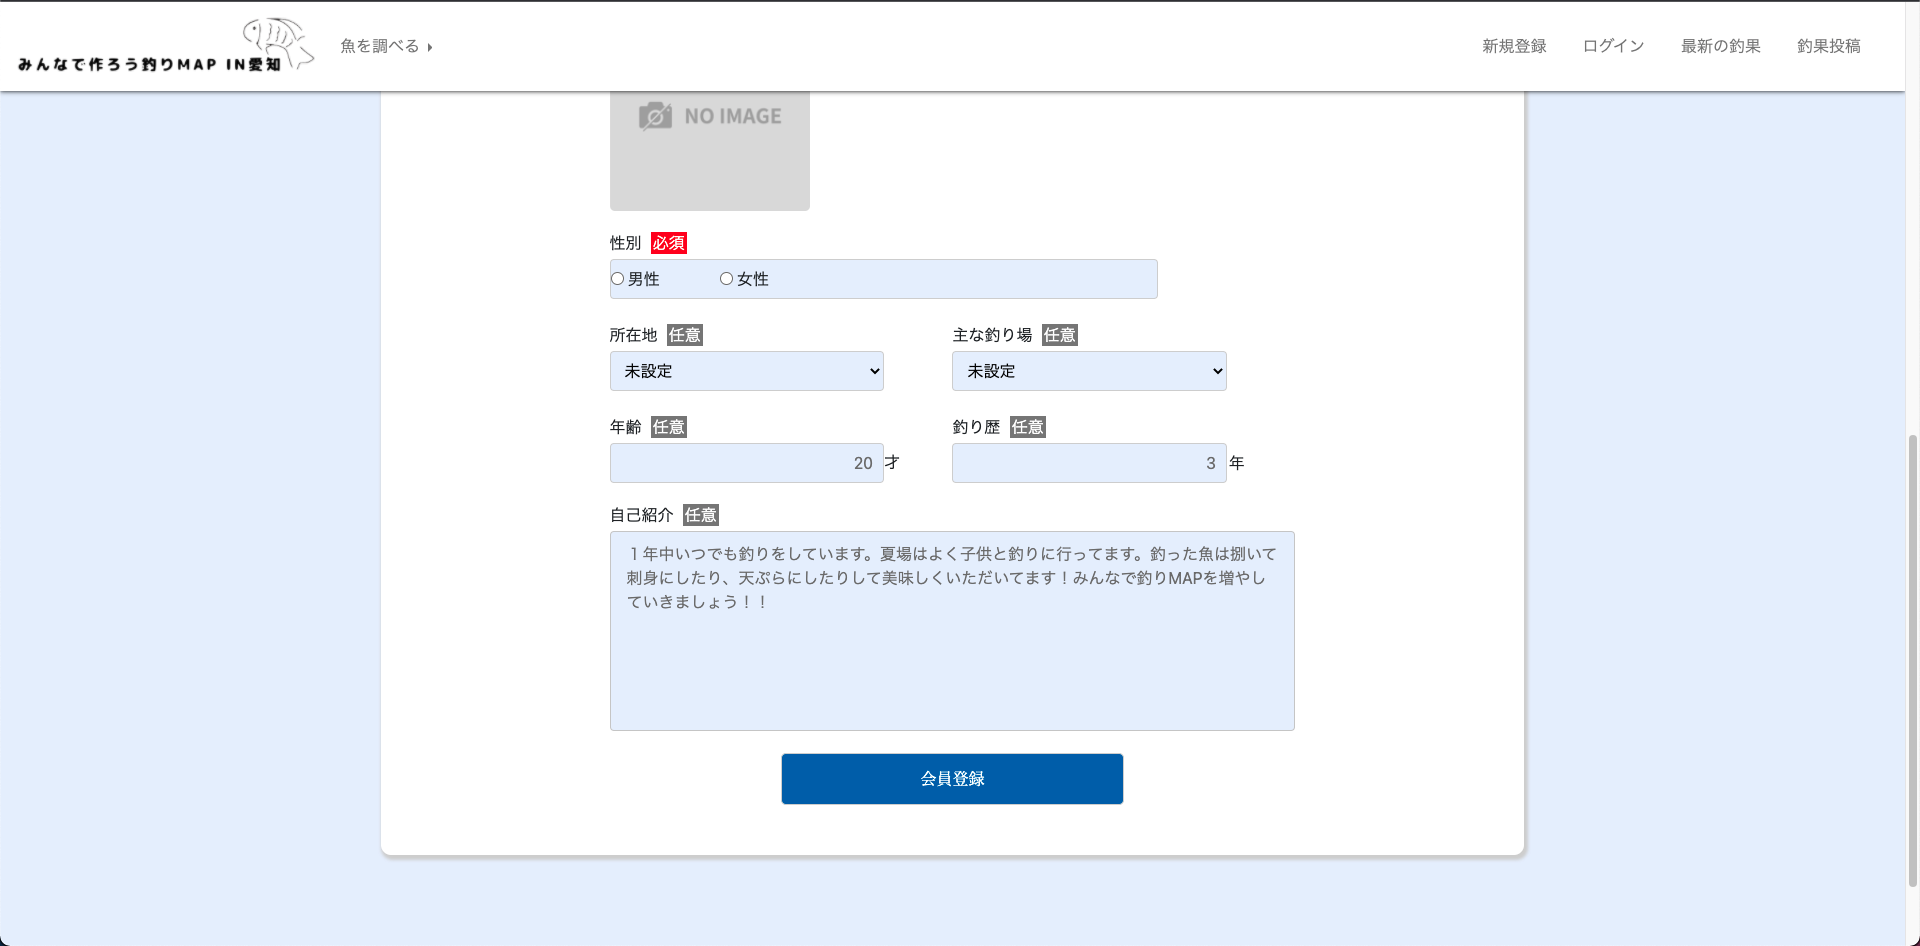 みんなで作ろう釣りMAP IN愛知
魚を調べる
新規登録 ログイン 最新の釣果 釣果投稿
NO IMAGE
性別 必須
男性 女性
所在地 任意 主な釣り場 任意
未設定 未設定
年齢 任意 釣り歴 任意
20 才 3 年
自己紹介 任意
１年中いつでも釣りをしています。夏場はよく子供と釣りに行ってます。釣った魚は捌いて
刺身にしたり、天ぷらにしたりして美味しくいただいてます！みんなで釣りMAPを増やし
ていきましょう！！
会員登録